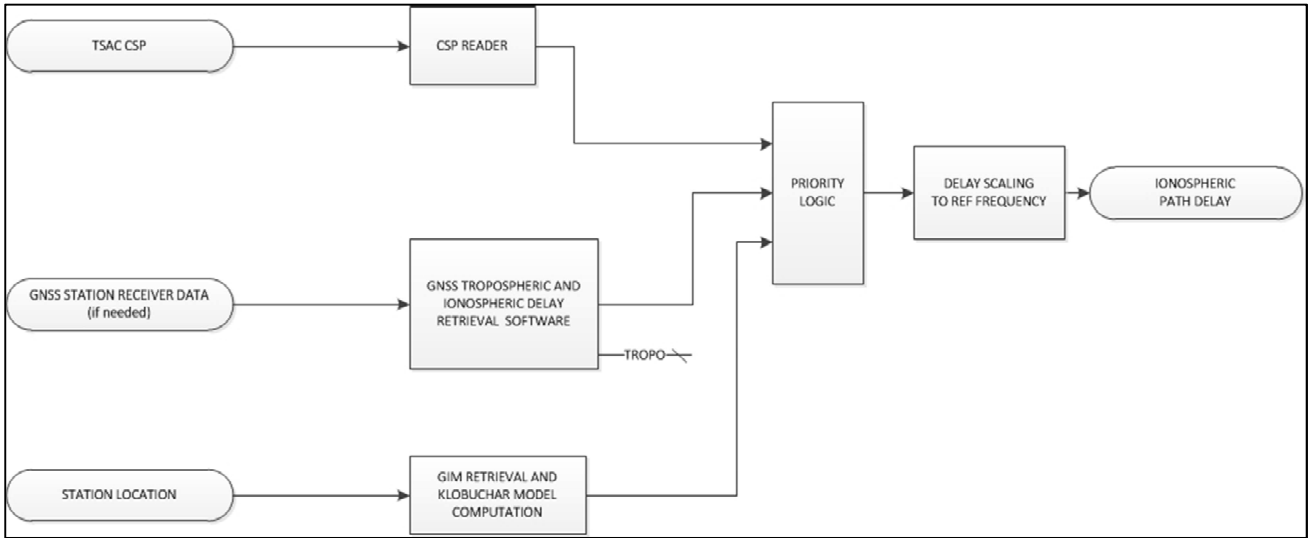 TSAC CSP
CSP READER
PRIORITY
LOGIC
DELAY SCALING
TO REF FREQUENCY
IONOSPHERIC
PATH DELAY
GNSS STATION RECEIVER DATA
(if needed)
GNSS TROPOSPHERIC AND
IONOSPHERIC DELAY
RETRIEVAL SOFTWARE
TROPO
STATION LOCATION
GIM RETRIEVAL AND
KLOBUCHAR MODEL
COMPUTATION